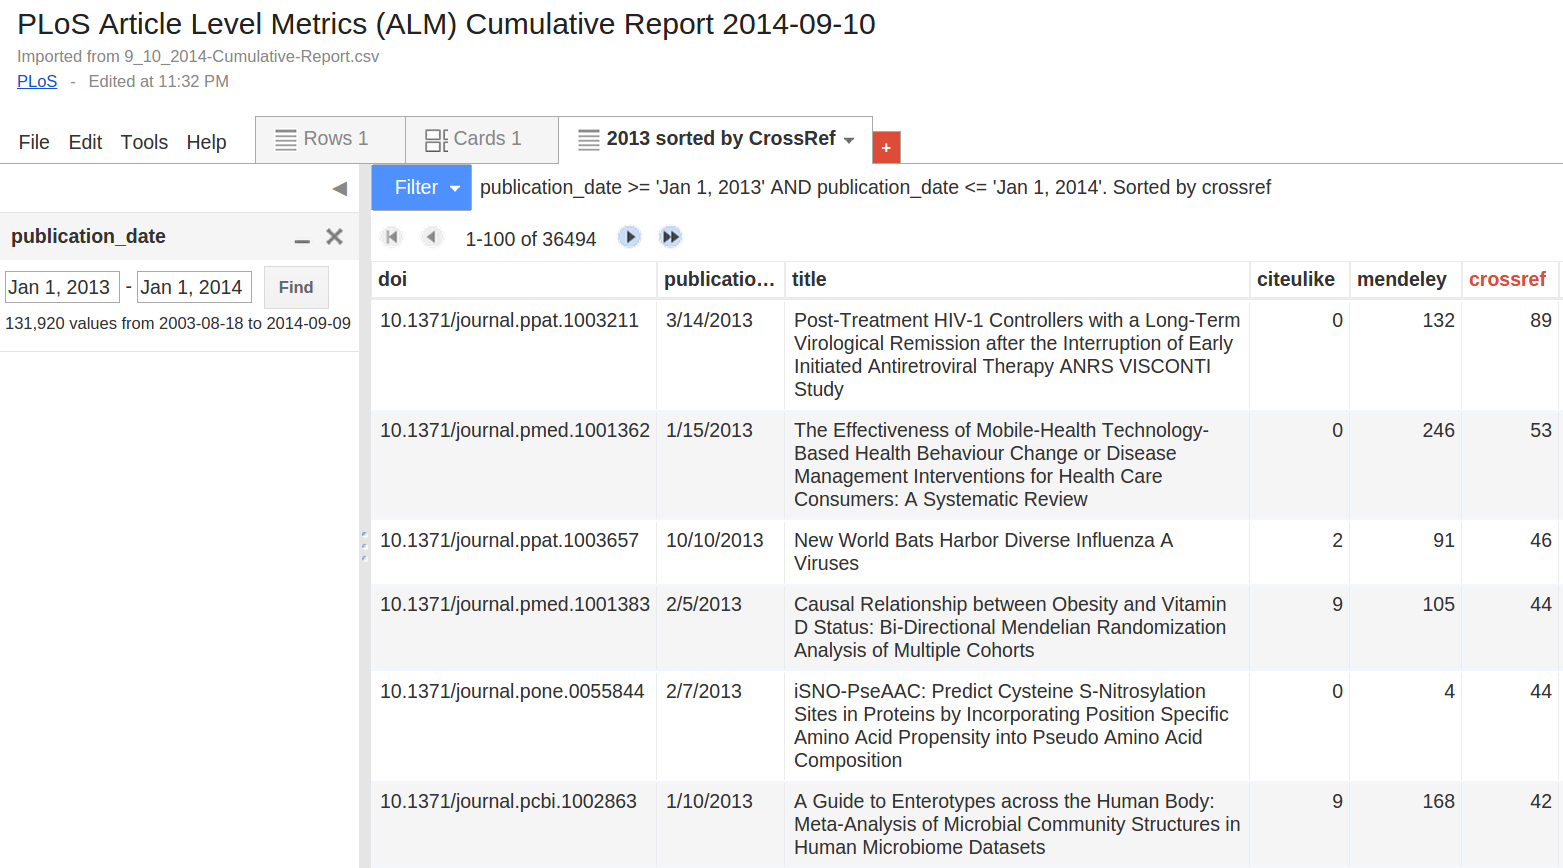 PLoS Article Level Metrics (ALM) Cumulative Report 2014-09-10
Imported from 9_10_2014-Cumulative-Report.csv
PLoS - Edited at 11:32 PM
File Edit Tools Help Rows 1 Cards 1 2013 sorted by CrossRef +
Filter publication_date >= 'Jan 1, 2013' AND publication_date <= 'Jan 1, 2014'. Sorted by crossref
publication_date
1-100 of 36494
Jan 1, 2013 - Jan 1, 2014 Find
131,920 values from 2003-08-18 to 2014-09-09
doi publicatio... title citeulike mendeley crossref
10.1371/journal.ppat.1003211 3/14/2013 Post-Treatment HIV-1 Controllers with a Long-Term 0 132 89
Virological Remission after the Interruption of Early
Initiated Antiretroviral Therapy ANRS VISCONTI
Study
10.1371/journal.pmed.1001362 1/15/2013 The Effectiveness of Mobile-Health Technology- 0 246 53
Based Health Behaviour Change or Disease
Management Interventions for Health Care
Consumers: A Systematic Review
10.1371/journal.ppat.1003657 10/10/2013 New World Bats Harbor Diverse Influenza A 2 91 46
Viruses
10.1371/journal.pmed.1001383 2/5/2013 Causal Relationship between Obesity and Vitamin 9 105 44
D Status: Bi-Directional Mendelian Randomization
Analysis of Multiple Cohorts
10.1371/journal.pone.0055844 2/7/2013 iSNO-PseAAC: Predict Cysteine S-Nitrosylation 0 4 44
Sites in Proteins by Incorporating Position Specific
Amino Acid Propensity into Pseudo Amino Acid
Composition
10.1371/journal.pcbi.1002863 1/10/2013 A Guide to Enterotypes across the Human Body: 9 168 42
Meta-Analysis of Microbial Community Structures in
Human Microbiome Datasets